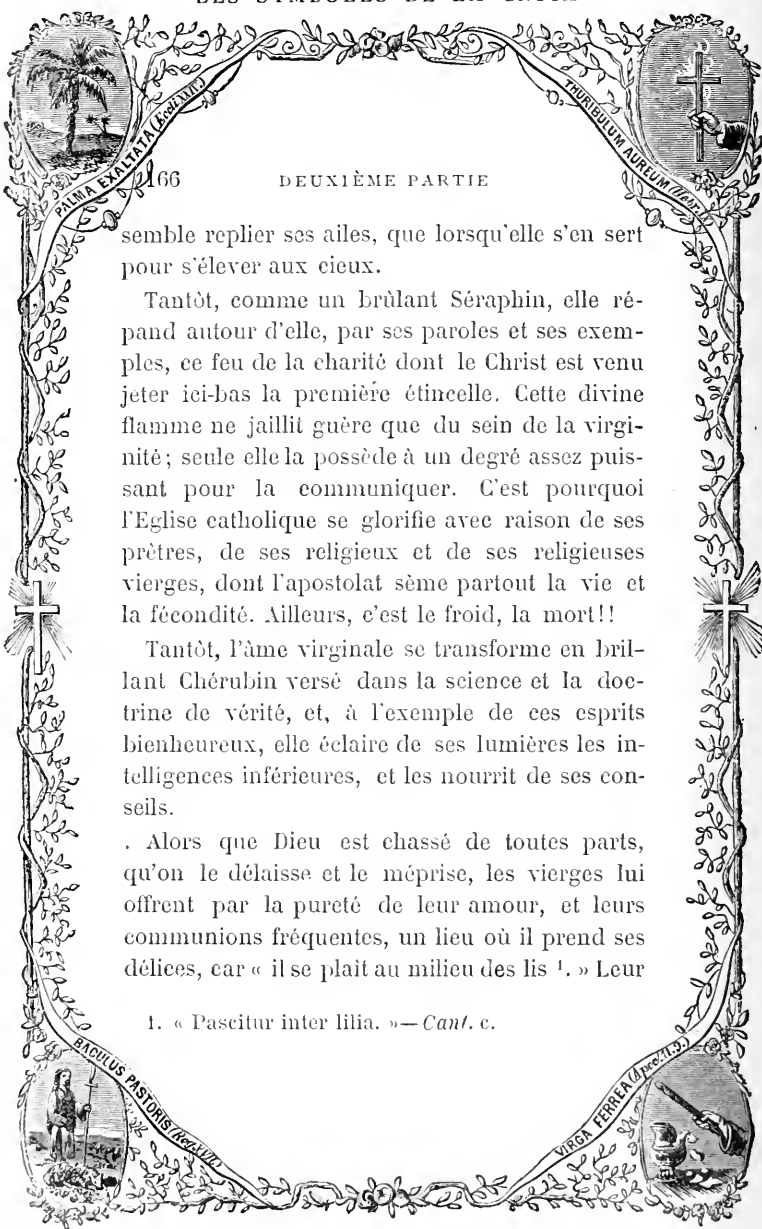 PALMA EXALTATA (Eccl. XXIV.)
THURIBULUM AUREUM
166 DEUXIÈME PARTIE
semble replier ses ailes, que lorsqu'elle s'en sert
pour s'élever aux cieux.
Tantôt, comme un brûlant Séraphin, elle ré-
pand autour d'elle, par ses paroles et ses exem-
ples, ce feu de la charité dont le Christ est venu
jeter ici-bas la première étincelle. Cette divine
flamme ne jaillit guère que du sein de la virgi-
nité ; seule elle la possède à un degré assez puis-
sant pour la communiquer. C'est pourquoi
l'Eglise catholique se glorifie avec raison de ses
prêtres, de ses religieux et de ses religieuses
vierges, dont l'apostolat sème partout la vie et
la fécondité. Ailleurs, c'est le froid, la mort!!
Tantôt, l'âme virginale se transforme en bril-
lant Chérubin versé dans la science et la doc-
trine de vérité, et, à l'exemple de ces esprits
bienheureux, elle éclaire de ses lumières les in-
telligences inférieures, et les nourrit de ses con-
seils.
. Alors que Dieu est chassé de toutes parts,
qu'on le délaisse et le méprise, les vierges lui
offrent par la pureté de leur amour, et leurs
communions fréquentes, un lieu où il prend ses
délices, car « il se plaît au milieu des lis ¹. » Leur
1. « Pascitur inter lilia. » — Cant. c.
BACULUS PASTORIS
VIRGA FERREA (Apoc. II. 9.)